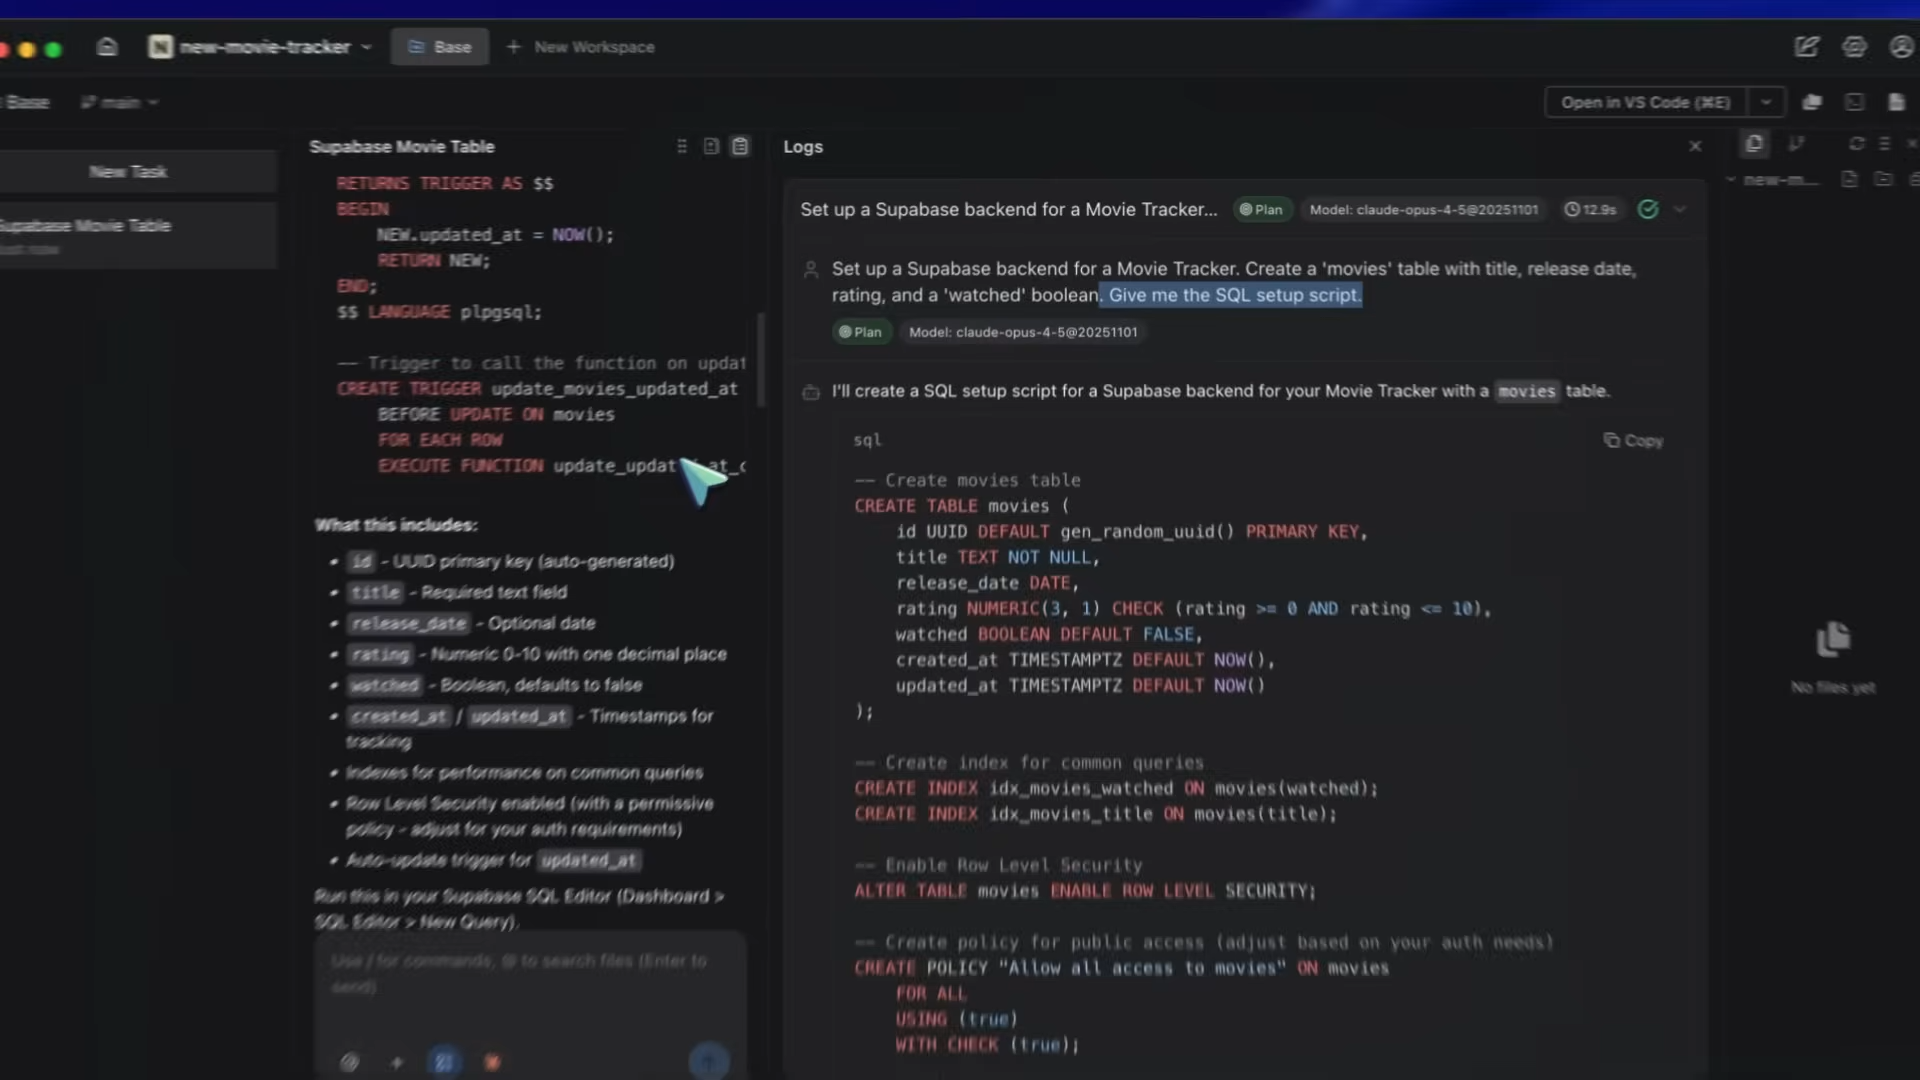 new-movie-tracker
Base
New Workspace
Base
main
Open in VS Code (⌘E)
New Task
Supabase Movie Table
just now
Supabase Movie Table
RETURNS TRIGGER AS $$
BEGIN
NEW.updated_at = NOW();
RETURN NEW;
END;
$$ LANGUAGE plpgsql;
-- Trigger to call the function on updat
CREATE TRIGGER update_movies_updated_at
BEFORE UPDATE ON movies
FOR EACH ROW
EXECUTE FUNCTION update_updat at_c
What this includes:
• id - UUID primary key (auto-generated)
• title - Required text field
• release_date - Optional date
• rating - Numeric 0-10 with one decimal place
• watched - Boolean, defaults to false
• created_at / updated_at - Timestamps for
tracking
• Indexes for performance on common queries
• Row Level Security enabled (with a permissive
policy - adjust for your auth requirements)
• Auto-update trigger for updated_at
Run this in your Supabase SQL Editor (Dashboard >
SQL Editor > New Query).
Use / for commands, @ to search files (Enter to
send)
Logs
Set up a Supabase backend for a Movie Tracker... Plan Model: claude-opus-4-5@20251101 12.9s
Set up a Supabase backend for a Movie Tracker. Create a 'movies' table with title, release date,
rating, and a 'watched' boolean. Give me the SQL setup script.
Plan Model: claude-opus-4-5@20251101
I'll create a SQL setup script for a Supabase backend for your Movie Tracker with a movies table.
sql
Copy
-- Create movies table
CREATE TABLE movies (
id UUID DEFAULT gen_random_uuid() PRIMARY KEY,
title TEXT NOT NULL,
release_date DATE,
rating NUMERIC(3, 1) CHECK (rating >= 0 AND rating <= 10),
watched BOOLEAN DEFAULT FALSE,
created_at TIMESTAMPTZ DEFAULT NOW(),
updated_at TIMESTAMPTZ DEFAULT NOW()
);
-- Create index for common queries
CREATE INDEX idx_movies_watched ON movies(watched);
CREATE INDEX idx_movies_title ON movies(title);
-- Enable Row Level Security
ALTER TABLE movies ENABLE ROW LEVEL SECURITY;
-- Create policy for public access (adjust based on your auth needs)
CREATE POLICY "Allow all access to movies" ON movies
FOR ALL
USING (true)
WITH CHECK (true);
new-m...
No files yet